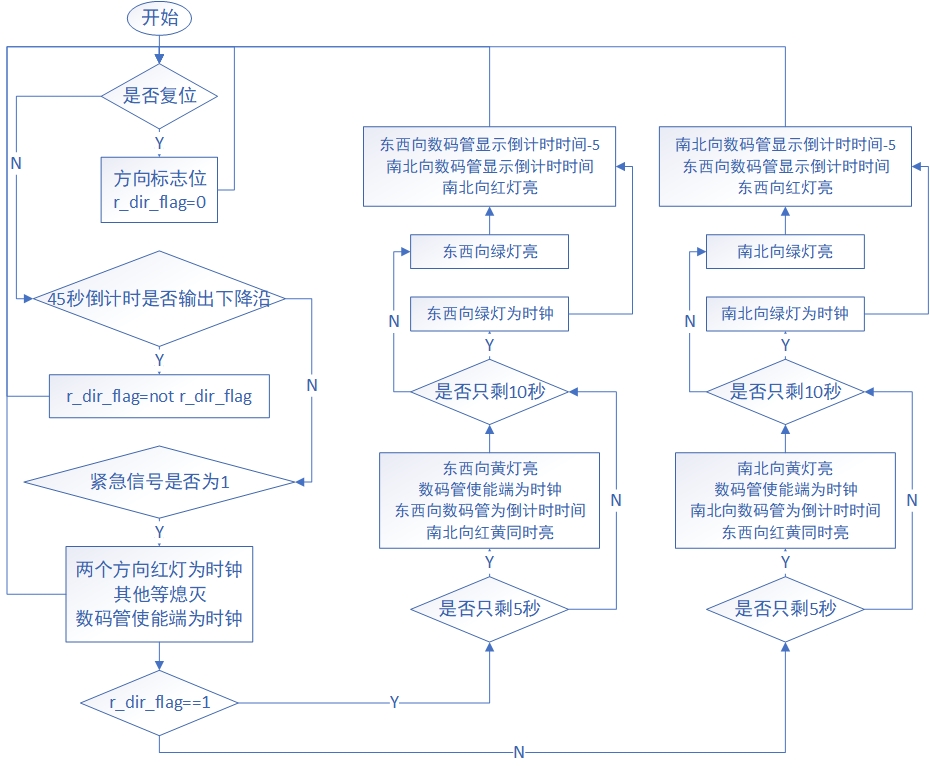 开始
是否复位
Y
N
方向标志位
r_dir_flag=0
45秒倒计时是否输出下降沿
Y
N
r_dir_flag=not r_dir_flag
紧急信号是否为1
Y
两个方向红灯为时钟
其他等熄灭
数码管使能端为时钟
r_dir_flag==1
Y
N
东西向数码管显示倒计时时间-5
南北向数码管显示倒计时时间
南北向红灯亮
东西向绿灯亮
东西向绿灯为时钟
N
Y
是否只剩10秒
东西向黄灯亮
数码管使能端为时钟
东西向数码管为倒计时时间
南北向红黄同时亮
N
Y
是否只剩5秒
南北向数码管显示倒计时时间-5
东西向数码管显示倒计时时间
东西向红灯亮
南北向绿灯亮
南北向绿灯为时钟
N
Y
是否只剩10秒
南北向黄灯亮
数码管使能端为时钟
南北向数码管为倒计时时间
东西向红黄同时亮
N
Y
是否只剩5秒